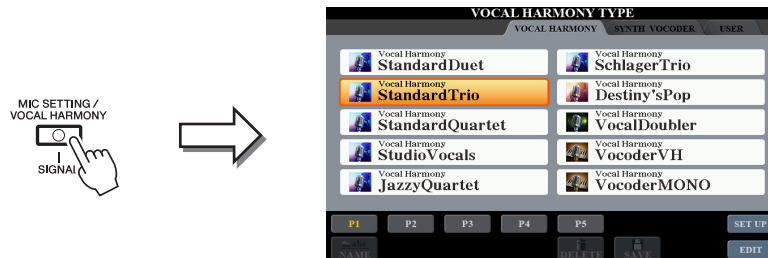 MIC SETTING /
VOCAL HARMONY
SIGNAL
VOCAL HARMONY TYPE
VOCAL HARMONY SYNTH VOCODER USER
Vocal Harmony
StandardDuet
Vocal Harmony
SchlagerTrio
Vocal Harmony
StandardTrio
Vocal Harmony
Destiny'sPop
Vocal Harmony
StandardQuartet
Vocal Harmony
VocalDoubler
Vocal Harmony
StudioVocals
Vocal Harmony
VocoderVH
Vocal Harmony
JazzyQuartet
Vocal Harmony
VocoderMONO
P1 P2 P3 P4 P5 SET UP
NAME DELETE SAVE EDIT